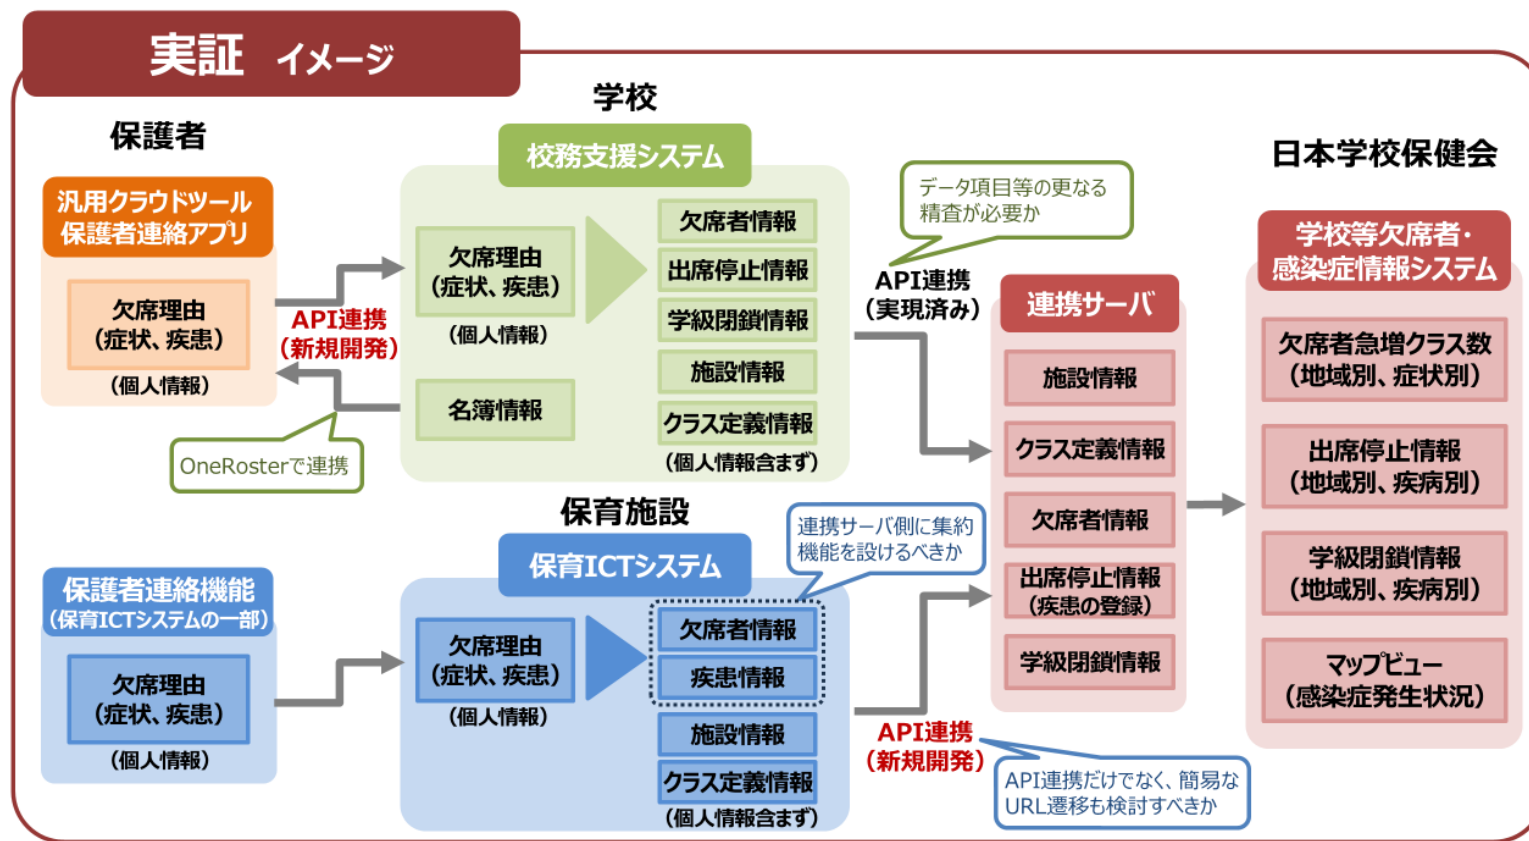 実証 イメージ
保護者
汎用クラウドツール
保護者連絡アプリ
欠席理由
(症状、疾患)
(個人情報)
API連携
(新規開発)
OneRosterで連携
学校
校務支援システム
欠席理由
(症状、疾患)
(個人情報)
名簿情報
欠席者情報
出席停止情報
学級閉鎖情報
施設情報
クラス定義情報
(個人情報含まず)
データ項目等の更なる
精査が必要か
API連携
(実現済み)
保護者連絡機能
(保育ICTシステムの一部)
欠席理由
(症状、疾患)
(個人情報)
保育施設
保育ICTシステム
欠席理由
(症状、疾患)
(個人情報)
欠席者情報
疾患情報
施設情報
クラス定義情報
(個人情報含まず)
連携サーバ側に集約
機能を設けるべきか
API連携
(新規開発)
API連携だけでなく、簡易な
URL遷移も検討すべきか
連携サーバ
施設情報
クラス定義情報
欠席者情報
出席停止情報
(疾患の登録)
学級閉鎖情報
日本学校保健会
学校等欠席者・
感染症情報システム
欠席者急増クラス数
(地域別、症状別)
出席停止情報
(地域別、疾病別)
学級閉鎖情報
(地域別、疾病別)
マップビュー
(感染症発生状況)